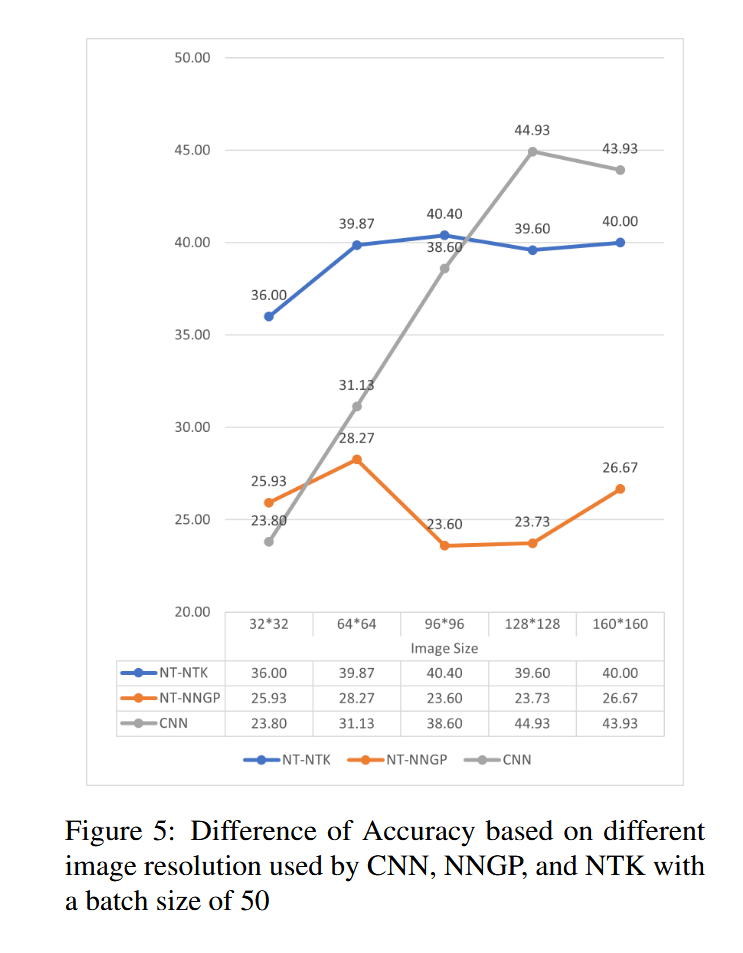 50.00
44.93
45.00
43.93
40.40
39.87
39.60
40.00
40.00
38.60
36.00
35.00
31.13
30.00
28.27
26.67
25.93
23.80
23.60
23.73
25.00
20.00
32*32 64*64 96*96 128*128 160*160
Image Size
NT-NTK 36.00 39.87 40.40 39.60 40.00
NT-NNGP 25.93 28.27 23.60 23.73 26.67
CNN 23.80 31.13 38.60 44.93 43.93
NT-NTK NT-NNGP CNN
Figure 5: Difference of Accuracy based on different
image resolution used by CNN, NNGP, and NTK with
a batch size of 50